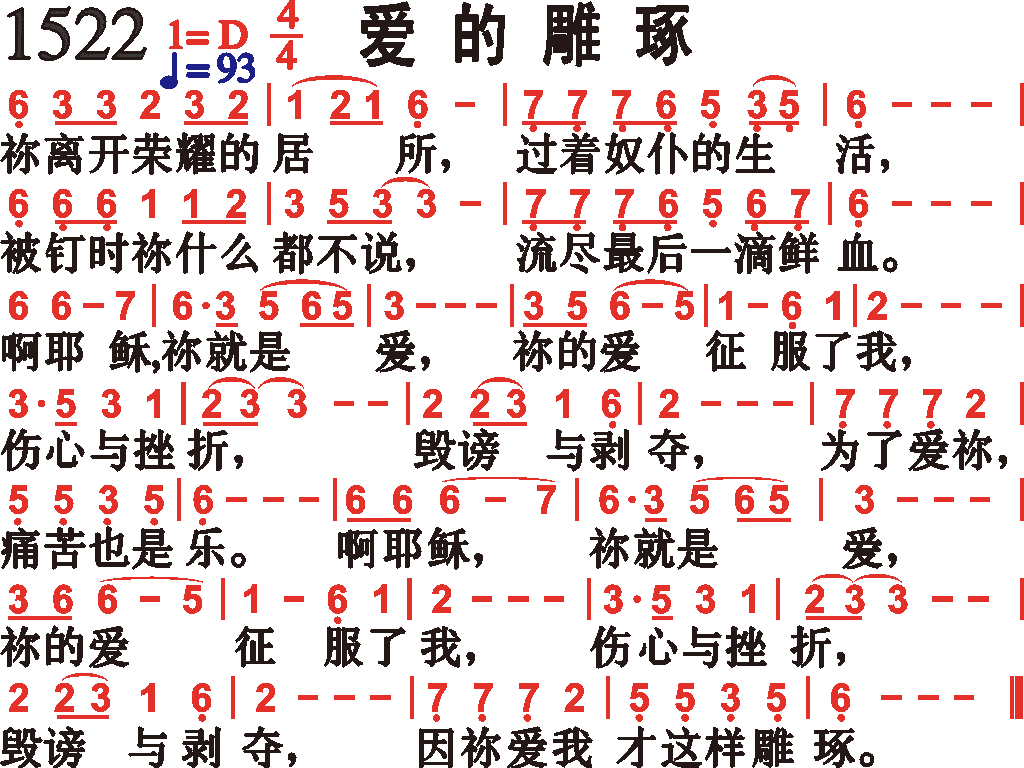 1522 1=D 4/4 爱的雕琢
♩=93
6 3 3 2 3 2 | 1 2 1 6 - | 7 7 7 6 5 3 5 | 6 - - - |
祢离开荣耀的居 所， 过着奴仆的生 活，
6 6 6 1 1 2 | 3 5 3 3 - | 7 7 7 6 5 6 7 | 6 - - - |
被钉时祢什么都不说， 流尽最后一滴鲜 血。
6 6 - 7 | 6·3 5 6 5 | 3 - - - | 3 5 6 - 5 | 1 - 6 1 | 2 - - - |
啊耶 稣,祢就是 爱， 祢的爱 征 服了我，
3·5 3 1 | 2 3 3 - - | 2 2 3 1 6 | 2 - - - | 7 7 7 2
伤心与挫 折， 毁谤 与剥 夺， 为了爱祢，
5 5 3 5 | 6 - - - | 6 6 6 - 7 | 6·3 5 6 5 | 3 - - - |
痛苦也是 乐。 啊耶稣， 祢就是 爱，
3 6 6 - 5 | 1 - 6 1 | 2 - - - | 3·5 3 1 | 2 3 3 - - |
祢的爱 征 服了我， 伤心与挫 折，
2 2 3 1 6 | 2 - - - | 7 7 7 2 | 5 5 3 5 | 6 - - - ‖
毁谤 与剥 夺， 因祢爱我 才这样雕 琢。